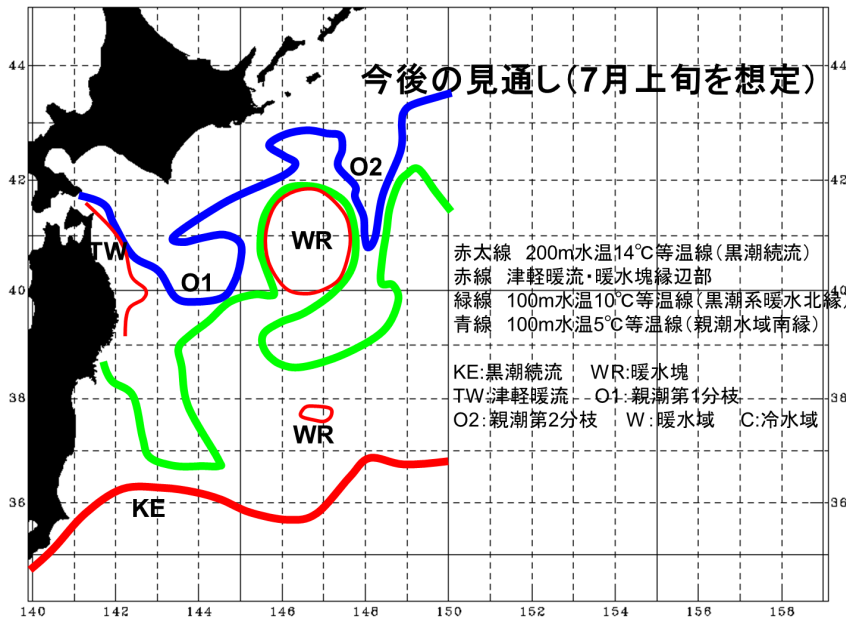 今後の見通し(7月上旬を想定)
44 44
O2
42 42
WR
TW
O1
赤太線 200m水温14℃等温線(黒潮続流)
赤線 津軽暖流・暖水塊縁辺部
40
緑線 100m水温10℃等温線(黒潮系暖水北縁)
青線 100m水温5℃等温線(親潮水域南縁)
KE:黒潮続流 WR:暖水塊
TW:津軽暖流 O1:親潮第1分枝
38 38
O2:親潮第2分枝 W:暖水域 C:冷水域
WR
36 36
KE
140 142 144 146 148 150 152 154 156 158